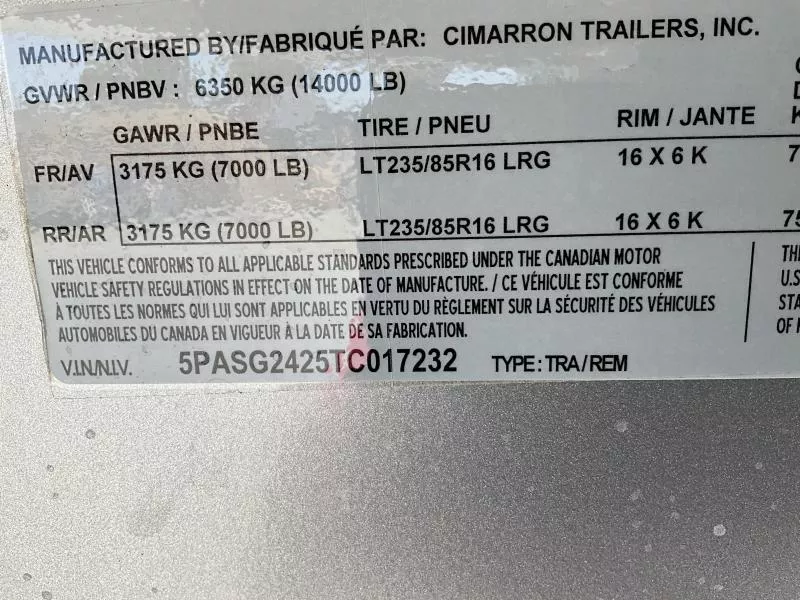 MANUFACTURED BY/FABRIQUÉ PAR: CIMARRON TRAILERS, INC.
GVWR / PNBV : 6350 KG (14000 LB)
GAWR / PNBE TIRE / PNEU RIM / JANTE
FR/AV 3175 KG (7000 LB) LT235/85R16 LRG 16 X 6 K
RR/AR 3175 KG (7000 LB) LT235/85R16 LRG 16 X 6 K 75
THIS VEHICLE CONFORMS TO ALL APPLICABLE STANDARDS PRESCRIBED UNDER THE CANADIAN MOTOR
VEHICLE SAFETY REGULATIONS IN EFFECT ON THE DATE OF MANUFACTURE. / CE VÉHICULE EST CONFORME
À TOUTES LES NORMES QUI LUI SONT APPLICABLES EN VERTU DU RÈGLEMENT SUR LA SÉCURITÉ DES VÉHICULES
AUTOMOBILES DU CANADA EN VIGUEUR À LA DATE DE SA FABRICATION.
V.I.N./N.I.V. 5PASG2425TC017232 TYPE: TRA/REM